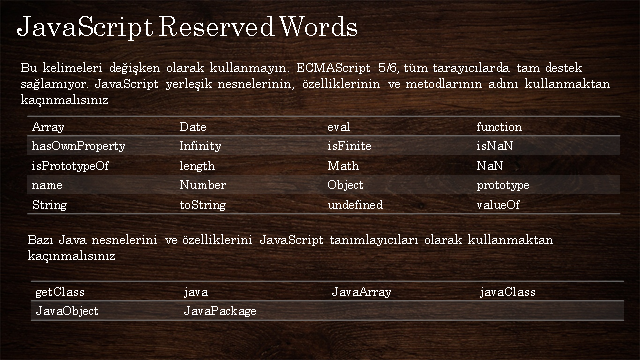 JavaScript Reserved Words
Bu kelimeleri değişken olarak kullanmayın. ECMAScript 5/6, tüm tarayıcılarda tam destek
sağlamıyor. JavaScript yerleşik nesnelerinin, özelliklerinin ve metodlarının adını kullanmaktan
kaçınmalısınız
Array Date eval function
hasOwnProperty Infinity isFinite isNaN
isPrototypeOf length Math NaN
name Number Object prototype
String toString undefined valueOf
Bazı Java nesnelerini ve özelliklerini JavaScript tanımlayıcıları olarak kullanmaktan
kaçınmalısınız
getClass java JavaArray javaClass
JavaObject JavaPackage